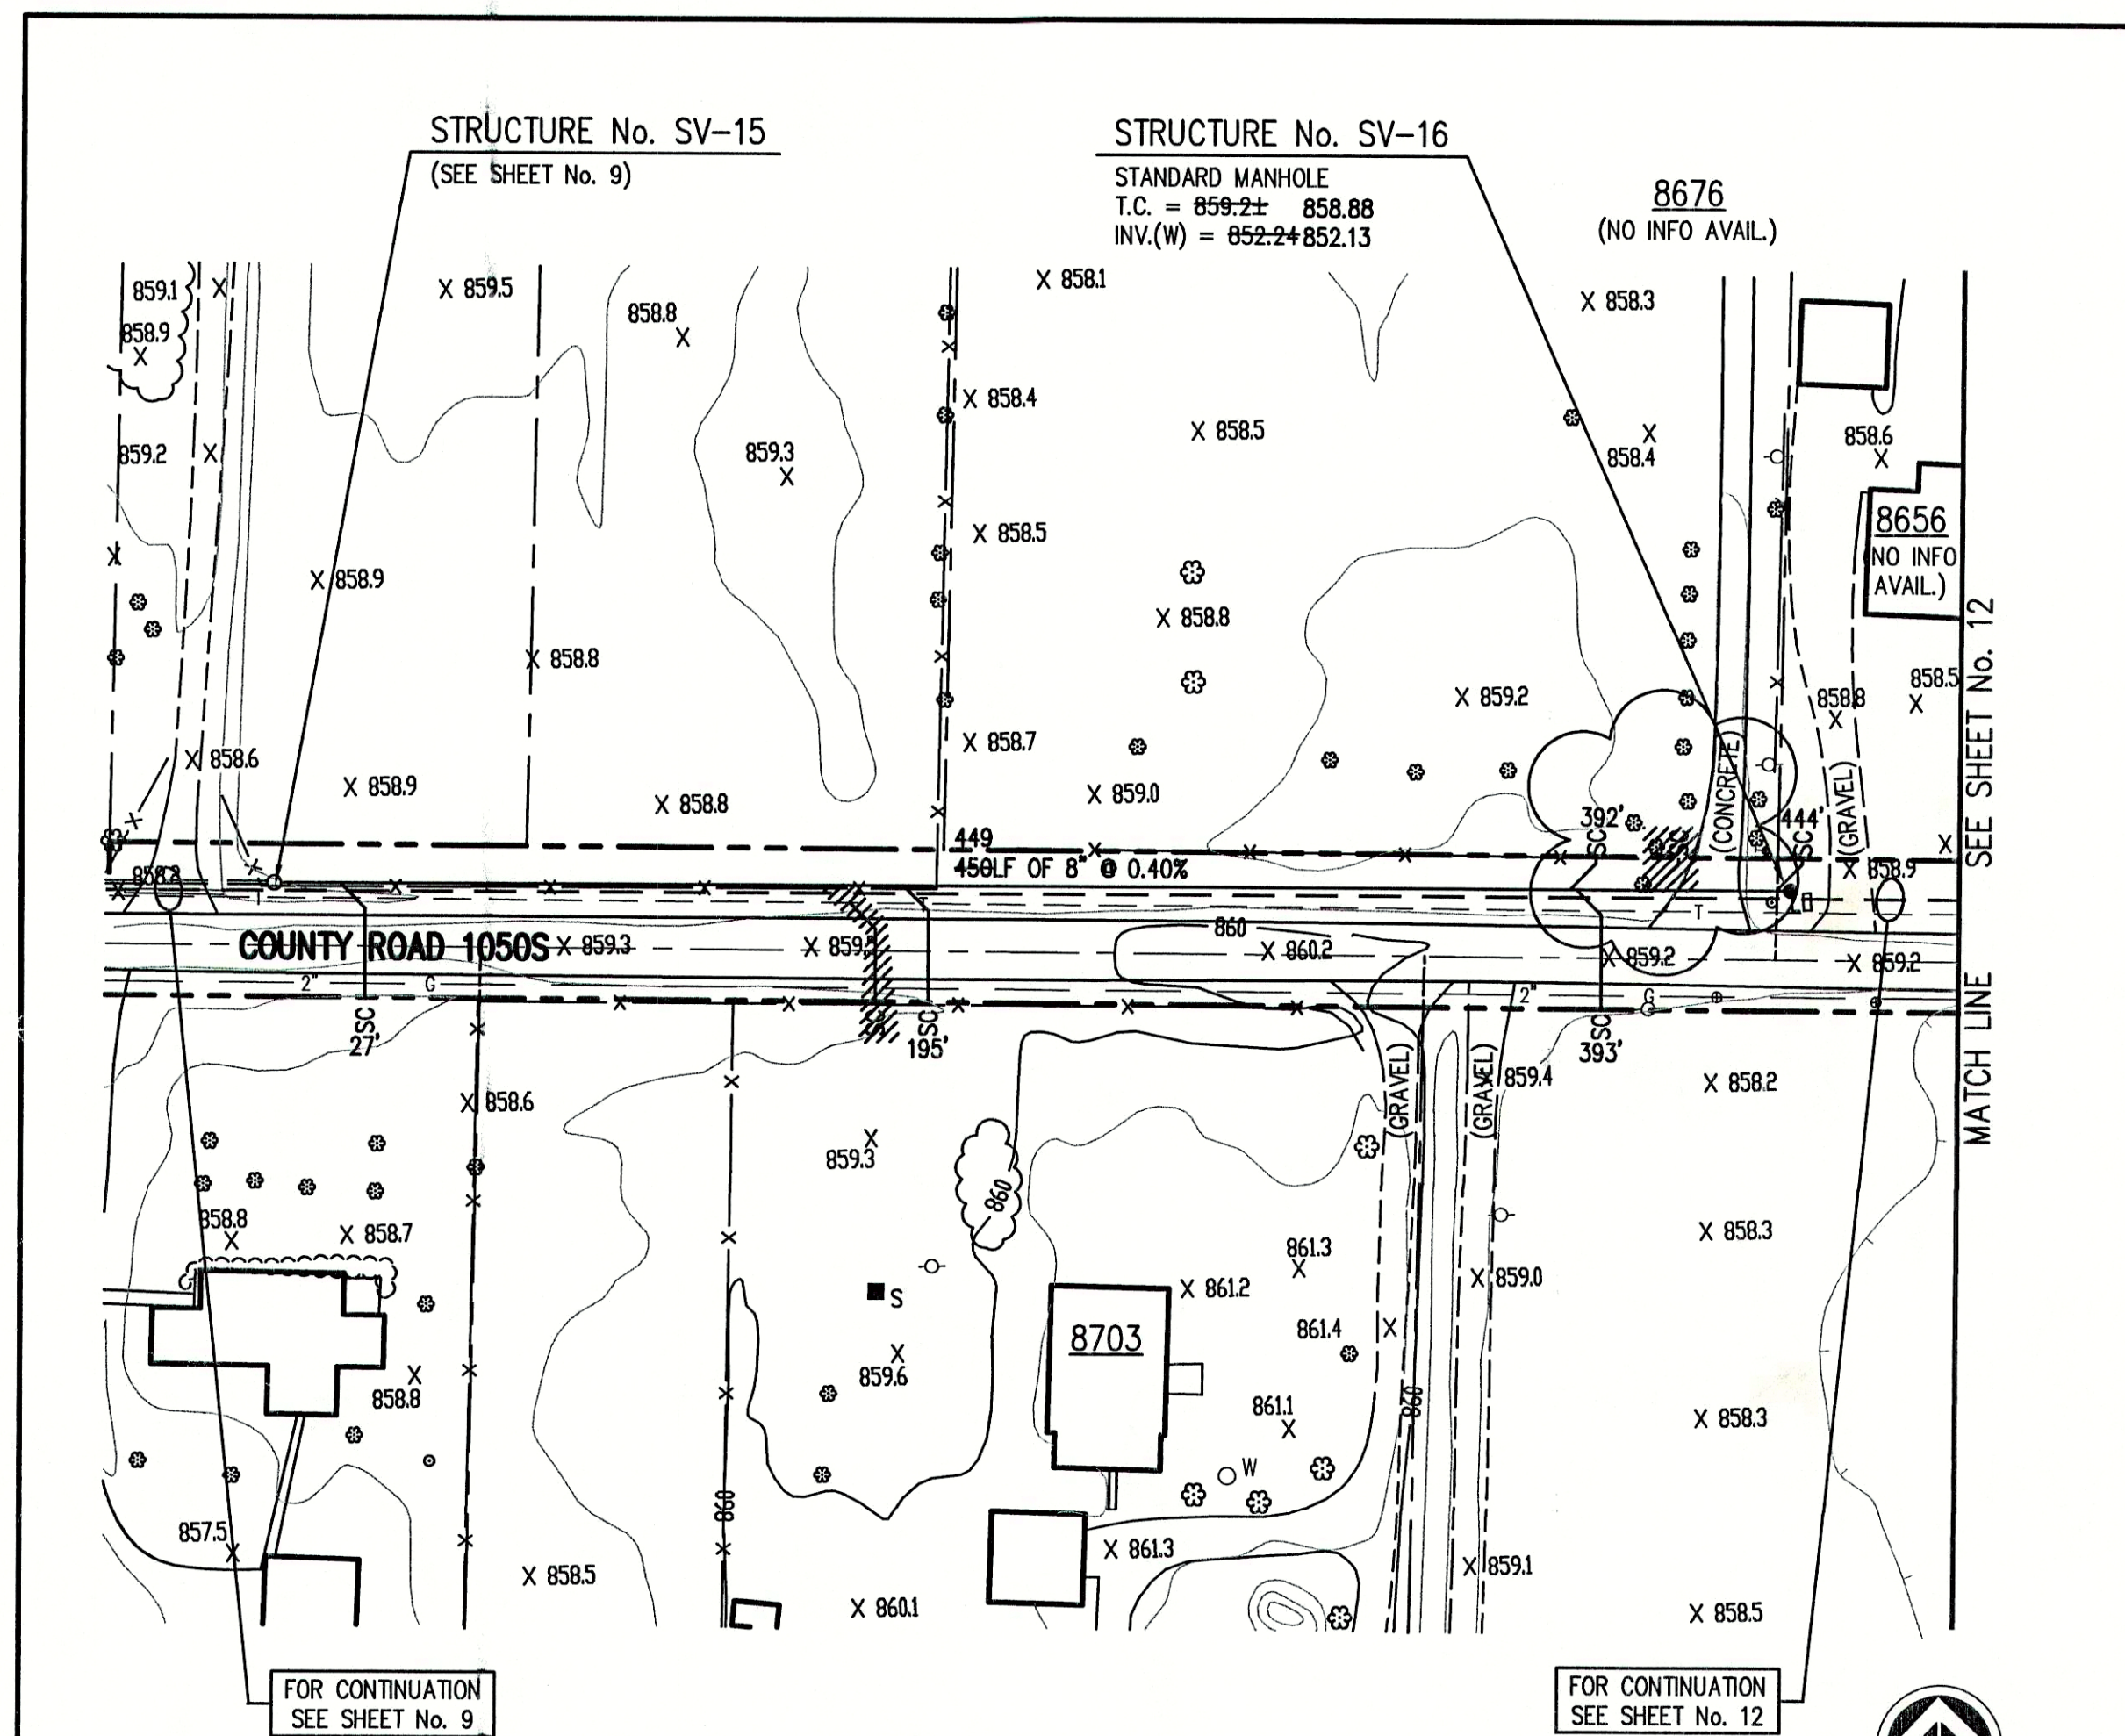 STRUCTURE No. SV-15
(SEE SHEET No. 9)
STRUCTURE No. SV-16
STANDARD MANHOLE
T.C. = 859.2± 858.88
INV.(W) = 852.24 852.13
8676
(NO INFO AVAIL.)
859.1
X 859.5
858.8
X 858.1
X 858.3
858.9
X 858.4
X 858.5
858.4
858.6
859.2
859.3
X 858.5
8656
(NO INFO
AVAIL.)
X 858.9
X 858.8
X 858.8
X 859.2
858.8
858.5
X 858.6
X 858.7
X 858.9
X 858.8
X 859.0
(CONCRETE)
(GRAVEL)
SEE SHEET No. 12
MATCH LINE
392'
SC
SC
444'
SC
449
450LF OF 8" @ 0.40%
X 858.9
T
T
860
COUNTY ROAD 1050S
X 859.3
X 860.2
X 859.2
X 859.2
2"
G
2"
G
SC
27'
SC
195'
SC
393'
(GRAVEL)
(GRAVEL)
859.4
X 858.2
X 858.6
859.3
860
858.8
X 858.7
X 858.3
861.3
X 861.2
X 859.0
S
8703
861.4
859.6
858.8
861.1
860
X 858.3
W
860
857.5
X 858.5
X 861.3
X 859.1
X 860.1
X 858.5
FOR CONTINUATION
SEE SHEET No. 9
FOR CONTINUATION
SEE SHEET No. 12